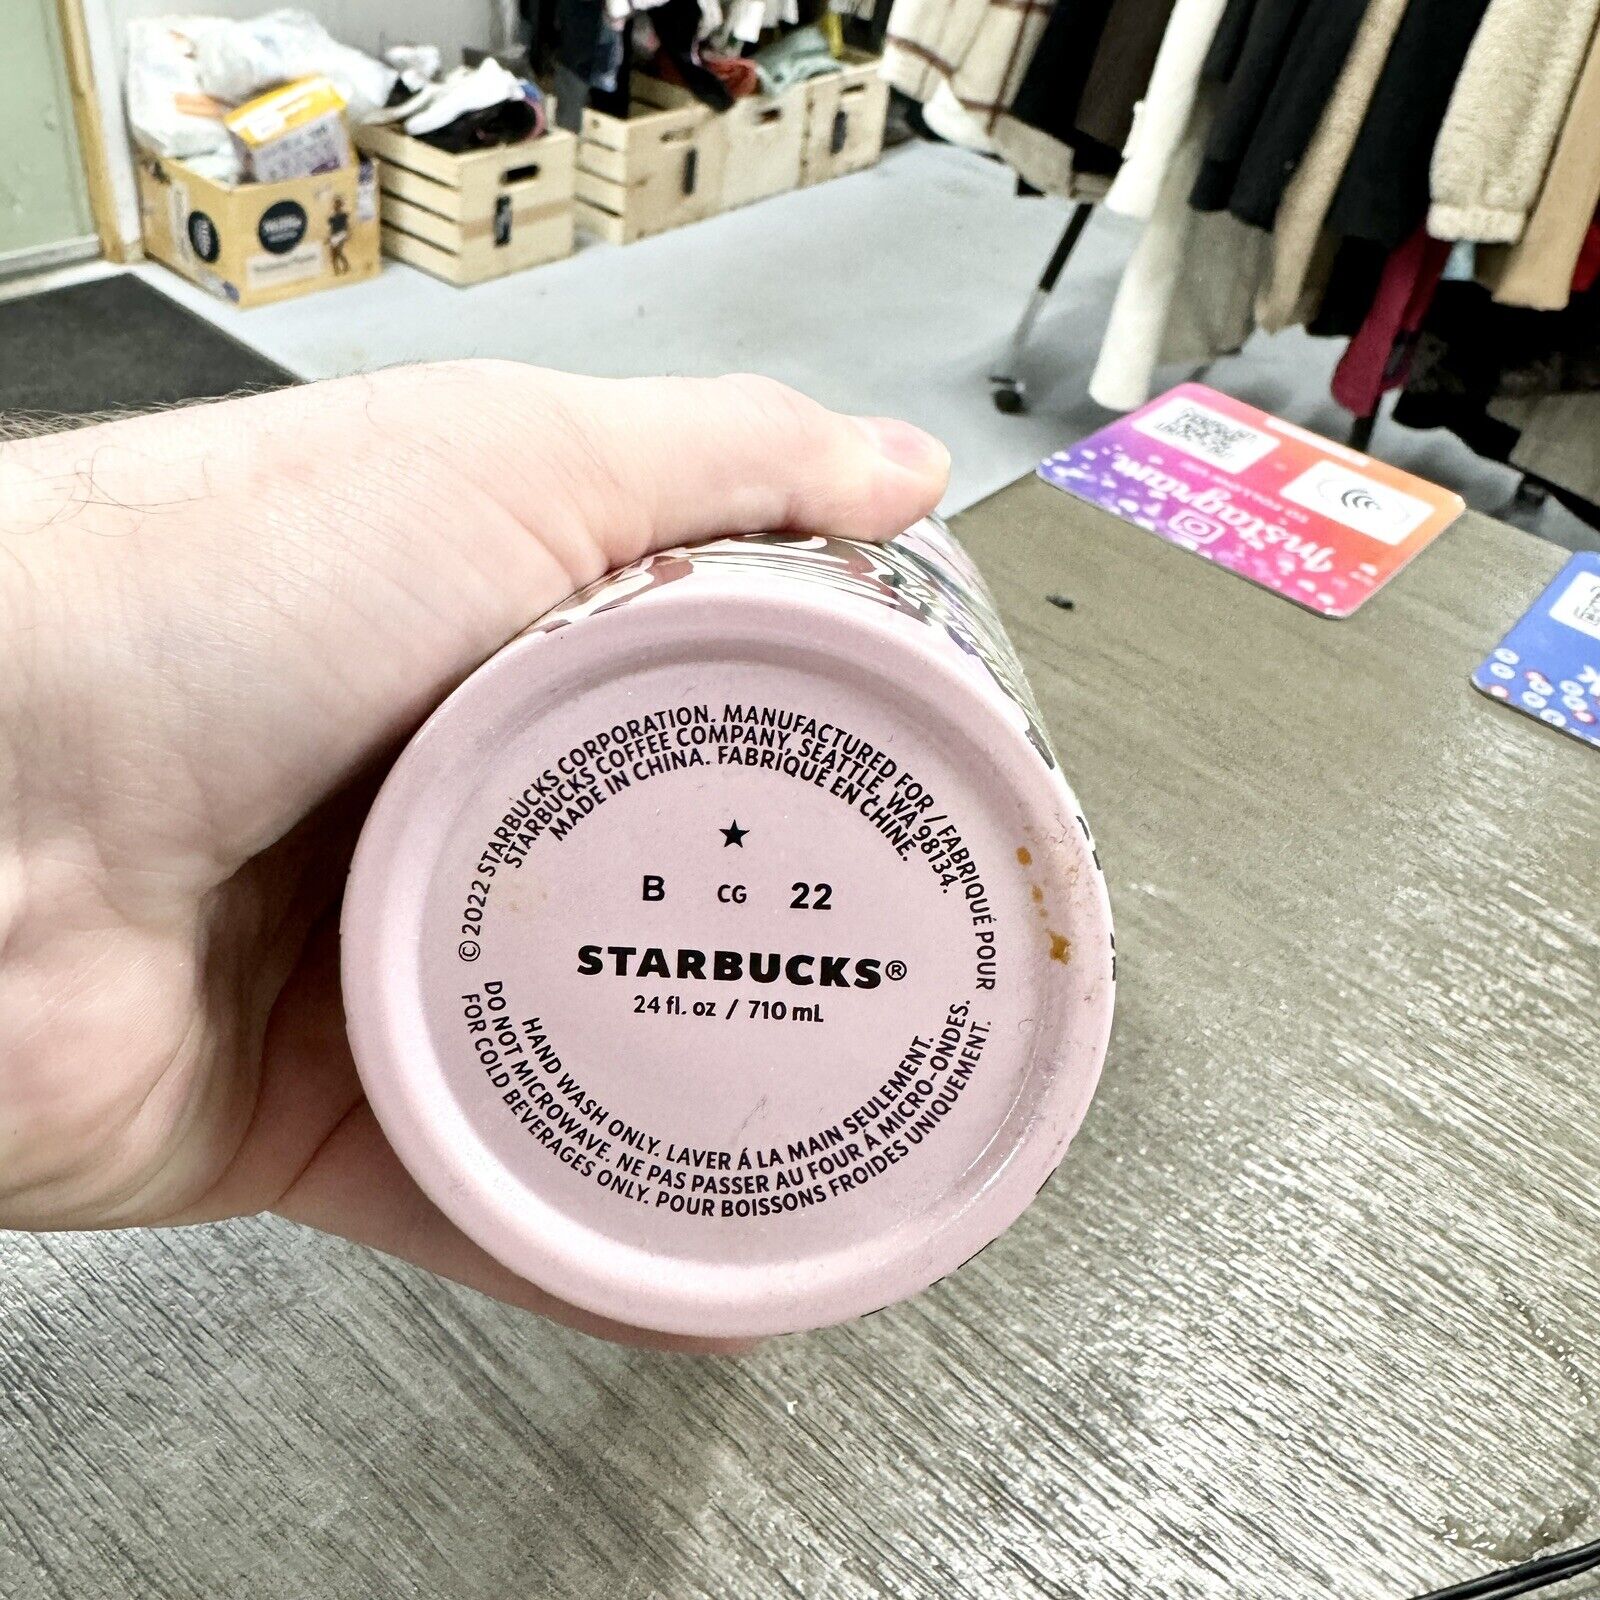 © 2022 STARBUCKS CORPORATION. MANUFACTURED FOR / FABRIQUÉ POUR
STARBUCKS COFFEE COMPANY, SEATTLE, WA 98134.
MADE IN CHINA. FABRIQUÉ EN CHINE.
★
B CG 22
STARBUCKS®
24 fl. oz / 710 mL
HAND WASH ONLY. LAVER Á LA MAIN SEULEMENT.
DO NOT MICROWAVE. NE PAS PASSER AU FOUR Á MICRO-ONDES.
FOR COLD BEVERAGES ONLY. POUR BOISSONS FROIDES UNIQUEMENT.
Instagram